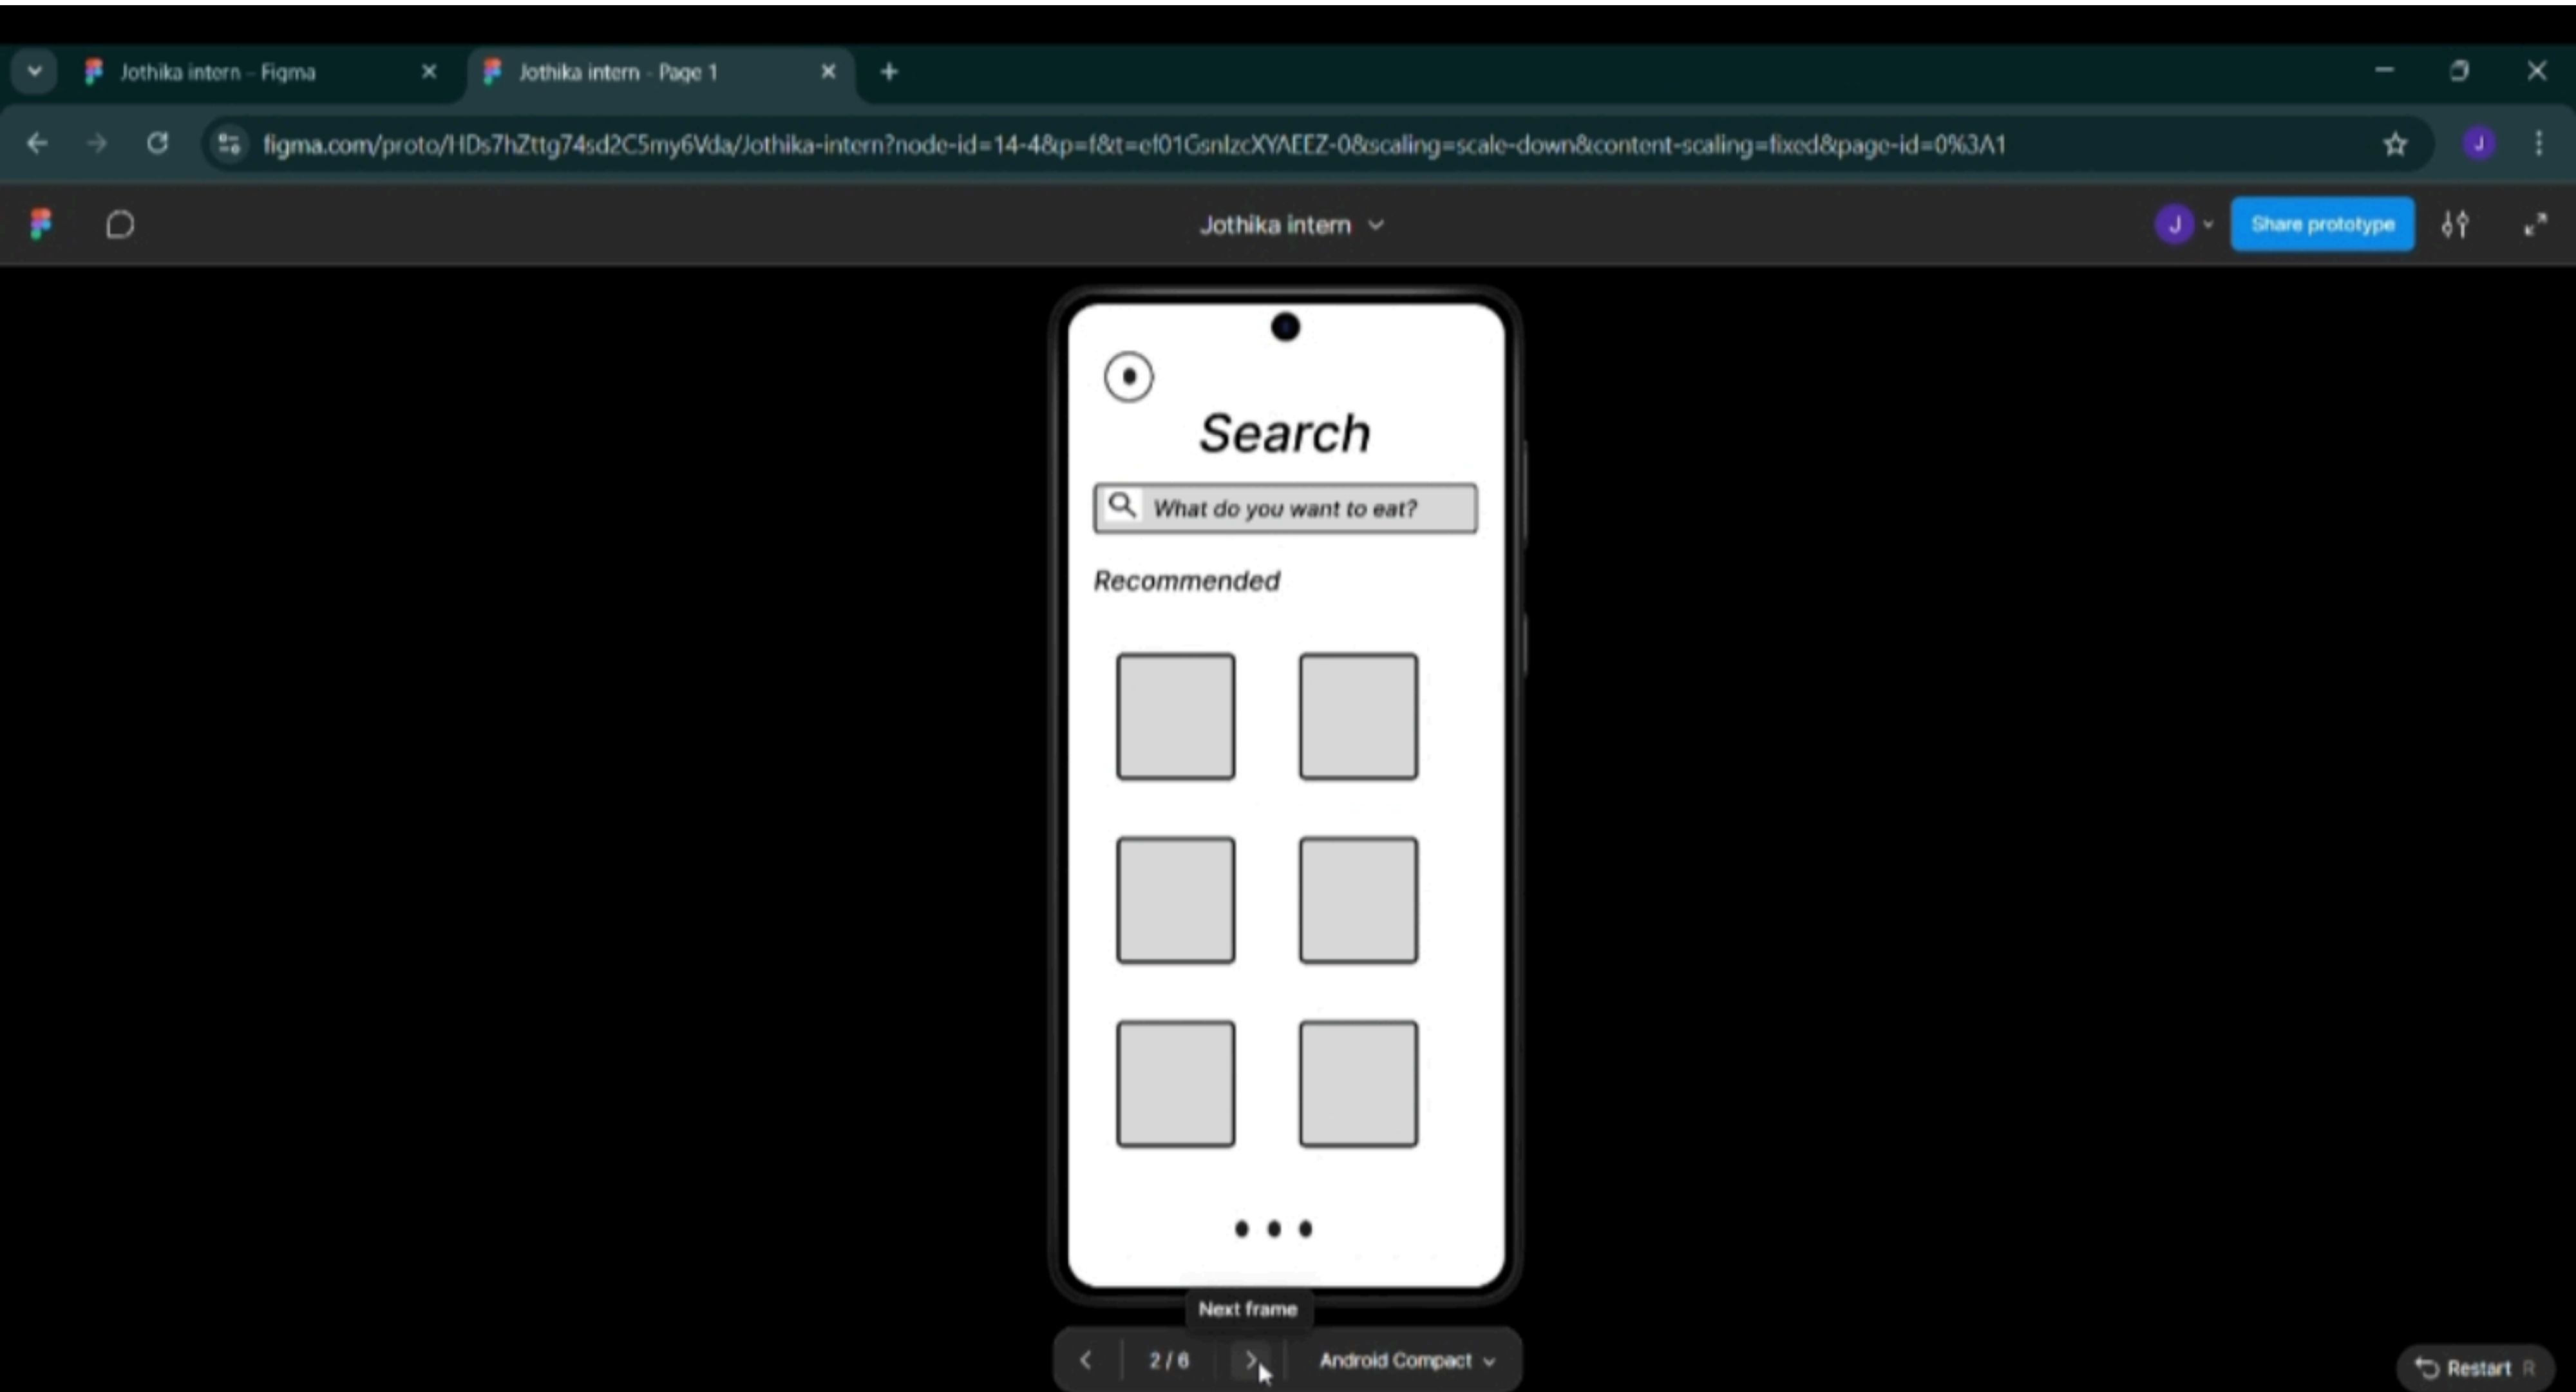 Jothika intern – Figma
Jothika intern - Page 1
figma.com/proto/HDs7hZttg74sd2C5my6Vda/Jothika-intern?node-id=14-4&p=f&t=ef01GsnIzcXYAEEZ-0&scaling=scale-down&content-scaling=fixed&page-id=0%3A1
J
Jothika intern
J
Share prototype
Search
What do you want to eat?
Recommended
Next frame
2 / 6
Android Compact
Restart R